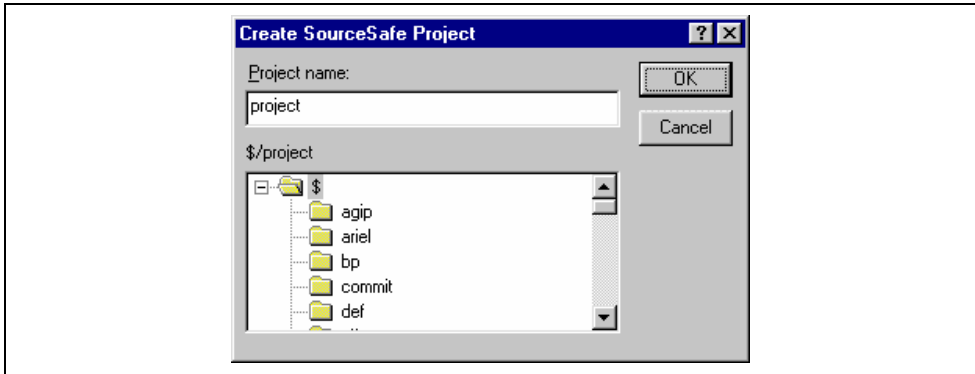 Create SourceSafe Project
Project name:
OK
project
Cancel
$/project
$
agip
ariel
bp
commit
def